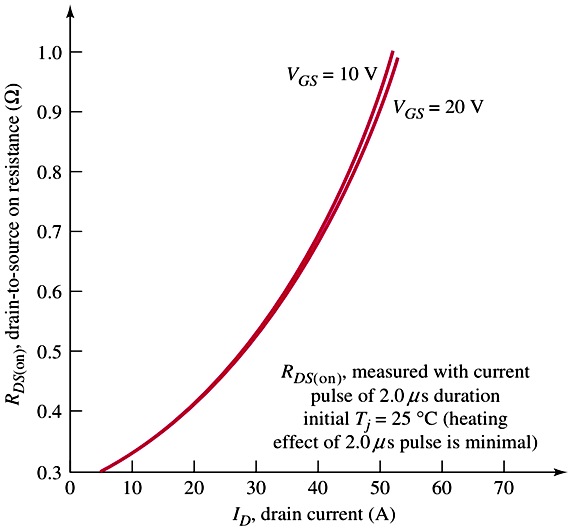 R_DS(on), drain-to-source on resistance (Ω)
1.0
0.9
0.8
0.7
0.6
0.5
0.4
0.3
V_GS = 10 V
V_GS = 20 V
R_DS(on), measured with current
pulse of 2.0 μs duration
initial T_j = 25 °C (heating
effect of 2.0 μs pulse is minimal)
0 10 20 30 40 50 60 70
I_D, drain current (A)